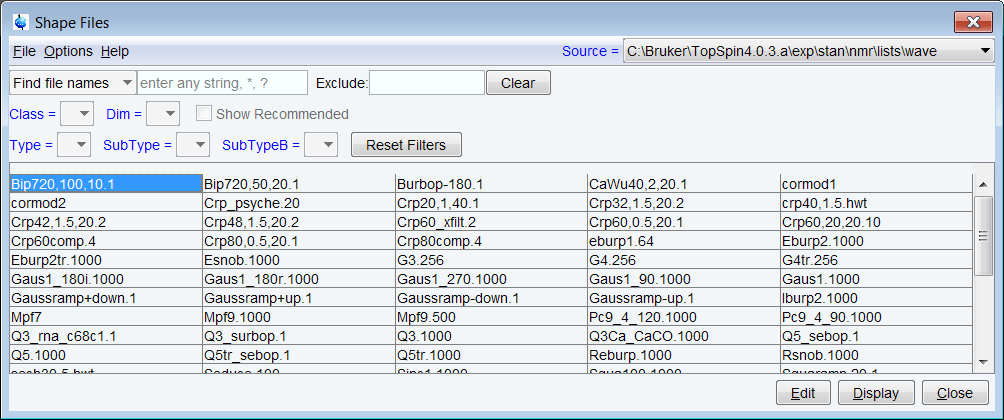 Shape Files
File Options Help Source = C:\Bruker\TopSpin4.0.3.a\exp\stan\nmr\lists\wave
Find file names enter any string, *, ? Exclude: Clear
Class = Dim = Show Recommended
Type = SubType = SubTypeB = Reset Filters
Bip720,100,10.1 Bip720,50,20.1 Burbop-180.1 CaWu40,2,20.1 cormod1
cormod2 Crp_psyche.20 Crp20,1,40.1 Crp32,1.5,20.2 crp40,1.5.hwt
Crp42,1.5,20.2 Crp48,1.5,20.2 Crp60_xfilt.2 Crp60,0.5,20.1 Crp60,20,20.10
Crp60comp.4 Crp80,0.5,20.1 Crp80comp.4 eburp1.64 Eburp2.1000
Eburp2tr.1000 Esnob.1000 G3.256 G4.256 G4tr.256
Gaus1_180i.1000 Gaus1_180r.1000 Gaus1_270.1000 Gaus1_90.1000 Gaus1.1000
Gaussramp+down.1 Gaussramp+up.1 Gaussramp-down.1 Gaussramp-up.1 Iburp2.1000
Mpf7 Mpf9.1000 Mpf9.500 Pc9_4_120.1000 Pc9_4_90.1000
Q3_rna_c68c1.1 Q3_surbop.1 Q3.1000 Q3Ca_CaCO.1000 Q5_sebop.1
Q5.1000 Q5tr_sebop.1 Q5tr.1000 Reburp.1000 Rsnob.1000
Edit Display Close